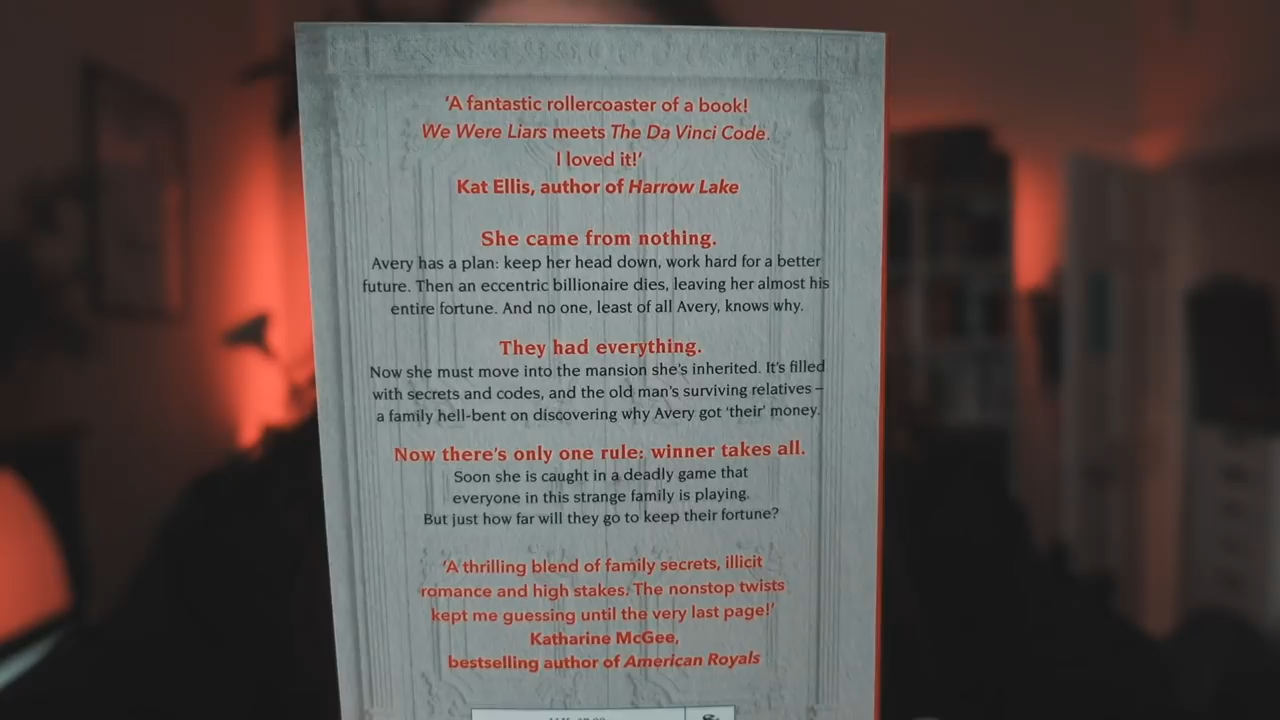 'A fantastic rollercoaster of a book!
We Were Liars meets The Da Vinci Code.
I loved it!'
Kat Ellis, author of Harrow Lake
She came from nothing.
Avery has a plan: keep her head down, work hard for a better
future. Then an eccentric billionaire dies, leaving her almost his
entire fortune. And no one, least of all Avery, knows why.
They had everything.
Now she must move into the mansion she's inherited. It's filled
with secrets and codes, and the old man's surviving relatives –
a family hell-bent on discovering why Avery got 'their' money.
Now there's only one rule: winner takes all.
Soon she is caught in a deadly game that
everyone in this strange family is playing.
But just how far will they go to keep their fortune?
'A thrilling blend of family secrets, illicit
romance and high stakes. The nonstop twists
kept me guessing until the very last page!'
Katharine McGee,
bestselling author of American Royals